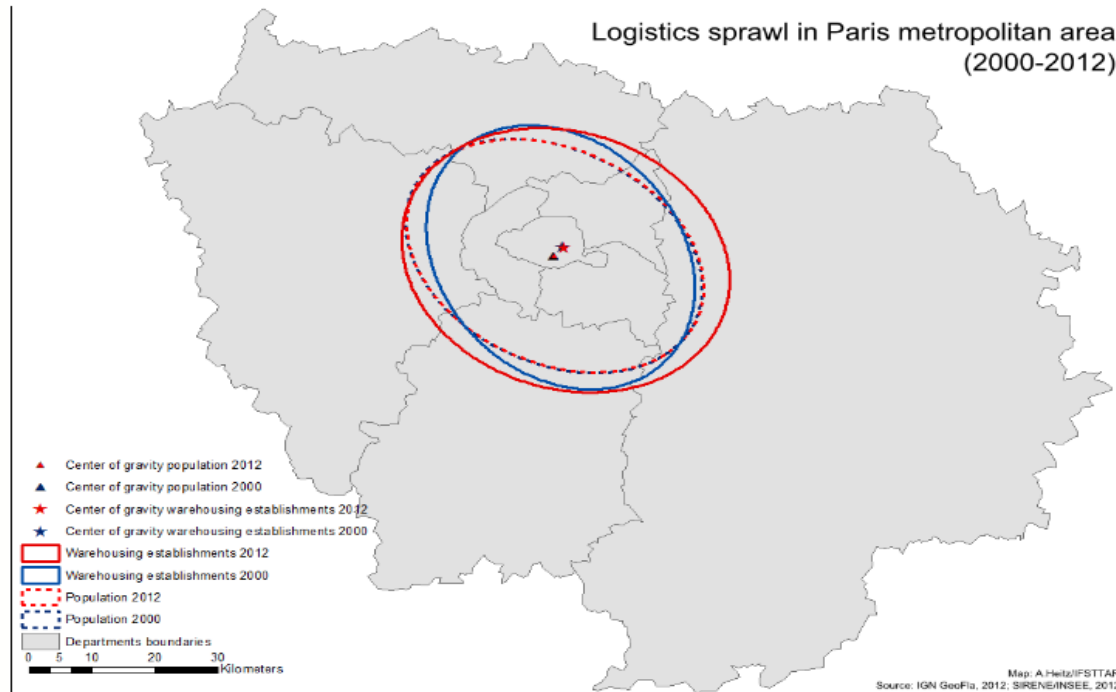 Logistics sprawl in Paris metropolitan area
(2000-2012)
Center of gravity population 2012
Center of gravity population 2000
Center of gravity warehousing establishments 2012
Center of gravity warehousing establishments 2000
Warehousing establishments 2012
Warehousing establishments 2000
Population 2012
Population 2000
Departments boundaries
0 5 10 20 30
Kilometers
Map: A.Heitz/IFSTTAR
Source: IGN GeoFla, 2012; SIRENE/INSEE,